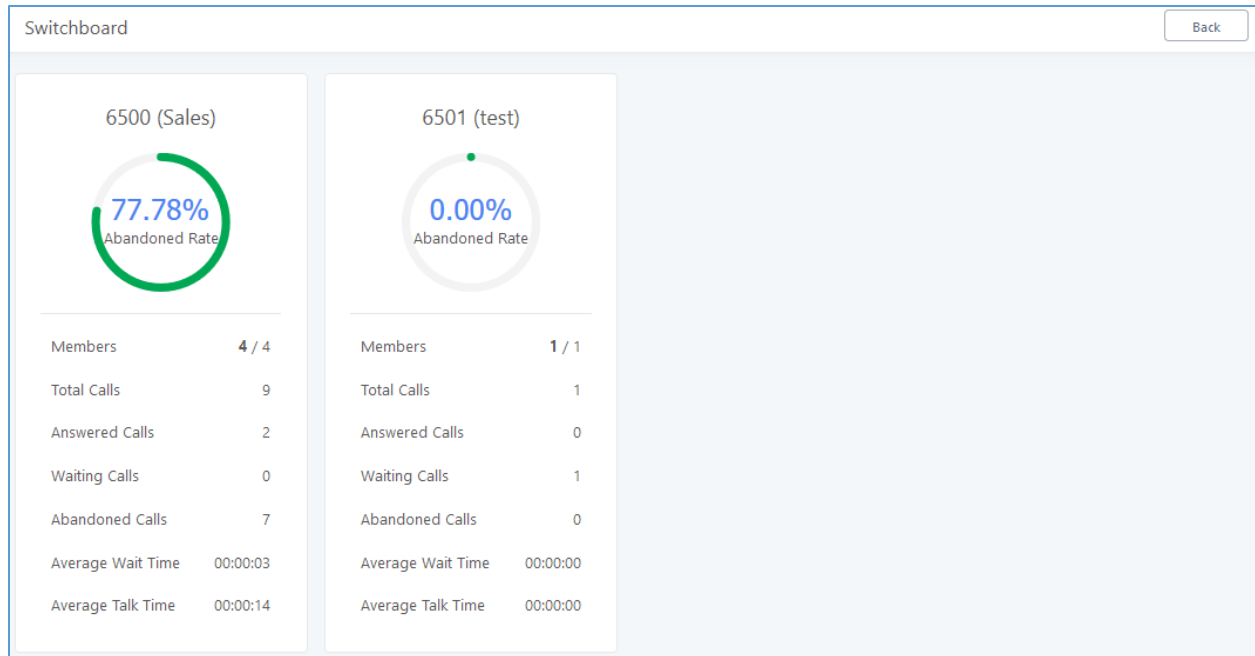 Switchboard
Back
6500 (Sales)
77.78%
Abandoned Rate
Members 4 / 4
Total Calls 9
Answered Calls 2
Waiting Calls 0
Abandoned Calls 7
Average Wait Time 00:00:03
Average Talk Time 00:00:14
6501 (test)
0.00%
Abandoned Rate
Members 1 / 1
Total Calls 1
Answered Calls 0
Waiting Calls 1
Abandoned Calls 0
Average Wait Time 00:00:00
Average Talk Time 00:00:00